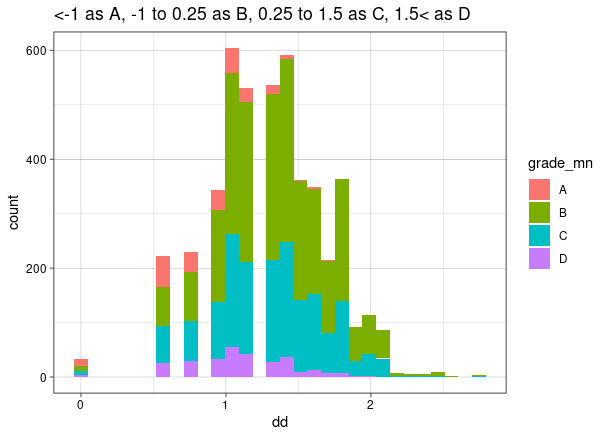 <-1 as A, -1 to 0.25 as B, 0.25 to 1.5 as C, 1.5< as D
600
400
200
0
count
0 1 2
dd
grade_mn
A
B
C
D